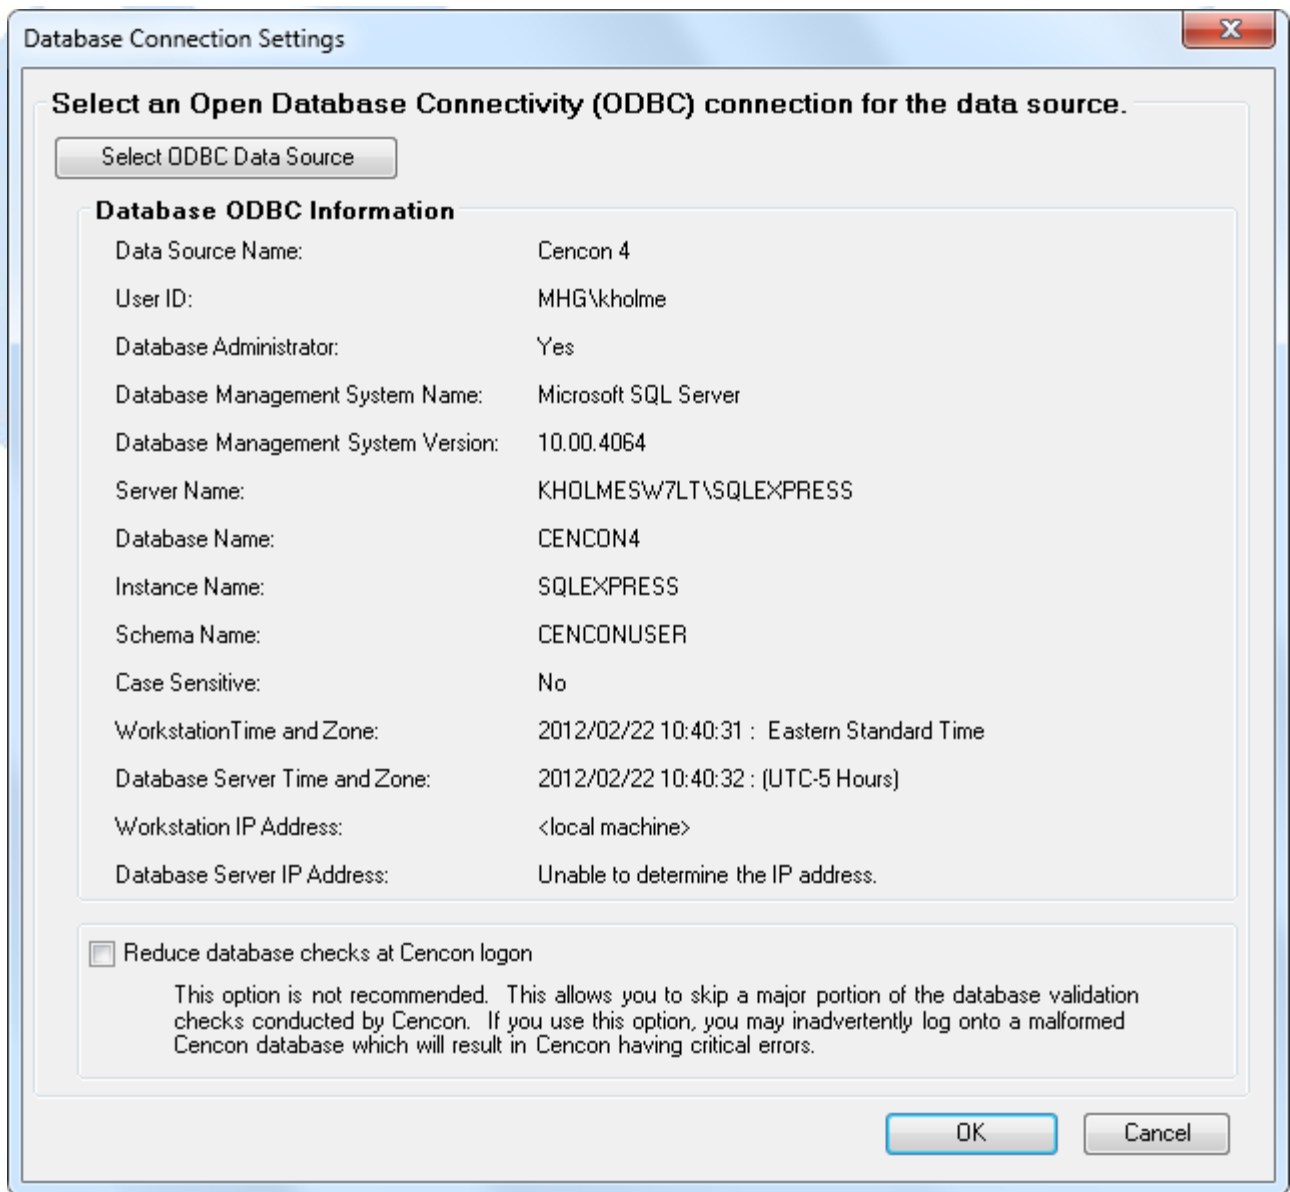 Database Connection Settings
Select an Open Database Connectivity (ODBC) connection for the data source.
Select ODBC Data Source
Database ODBC Information
Data Source Name: Cencon 4
User ID: MHG\kholme
Database Administrator: Yes
Database Management System Name: Microsoft SQL Server
Database Management System Version: 10.00.4064
Server Name: KHOLMESW7LT\SQLEXPRESS
Database Name: CENCON4
Instance Name: SQLEXPRESS
Schema Name: CENCONUSER
Case Sensitive: No
WorkstationTime and Zone: 2012/02/22 10:40:31 : Eastern Standard Time
Database Server Time and Zone: 2012/02/22 10:40:32 : (UTC-5 Hours)
Workstation IP Address: <local machine>
Database Server IP Address: Unable to determine the IP address.
Reduce database checks at Cencon logon
This option is not recommended. This allows you to skip a major portion of the database validation
checks conducted by Cencon. If you use this option, you may inadvertently log onto a malformed
Cencon database which will result in Cencon having critical errors.
OK Cancel